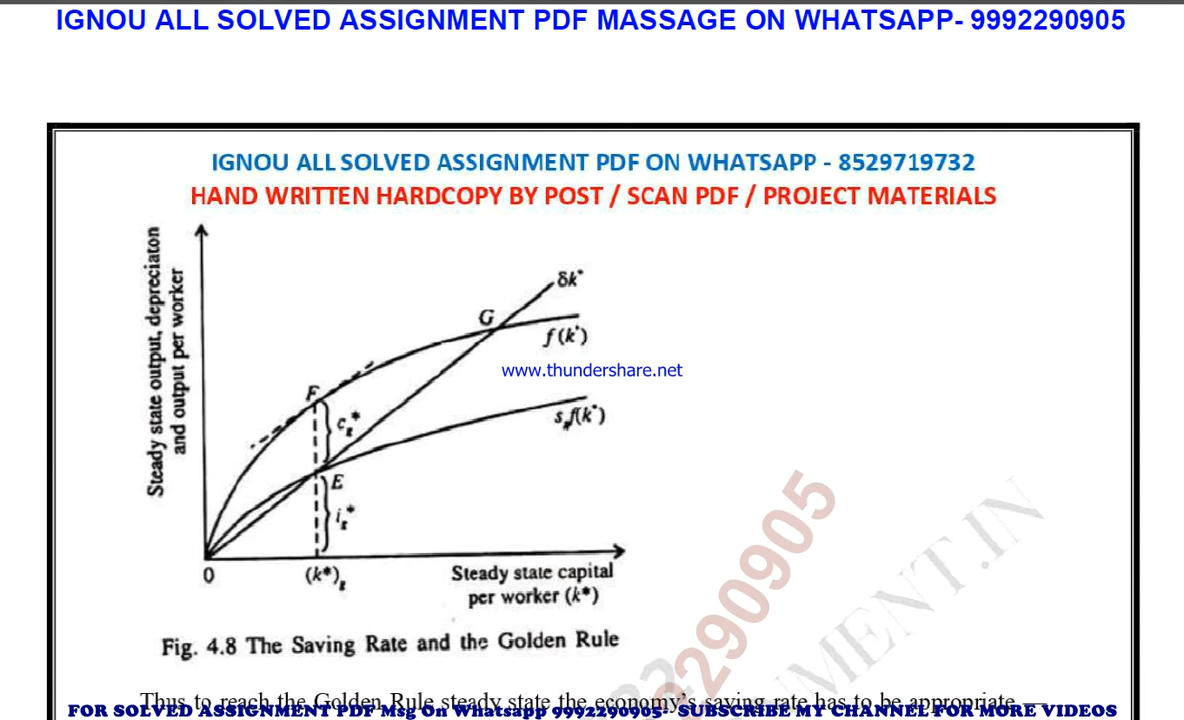 IGNOU ALL SOLVED ASSIGNMENT PDF MASSAGE ON WHATSAPP- 9992290905
IGNOU ALL SOLVED ASSIGNMENT PDF ON WHATSAPP - 8529719732
HAND WRITTEN HARDCOPY BY POST / SCAN PDF / PROJECT MATERIALS
Steady state output, depreciaton
and output per worker
δk*
G
f(k*)
www.thundershare.net
F
c*g
s_g f(k*)
E
i*g
0
(k*)g
Steady state capital
per worker (k*)
Fig. 4.8 The Saving Rate and the Golden Rule
290905
MENT.IN
Thus to reach the Golden Rule steady state the economy's saving rate has to be appropriate
FOR SOLVED ASSIGNMENT PDF Msg On Whatsapp 9992290905- SUBSCRIBE MY CHANNEL FOR MORE VIDEOS